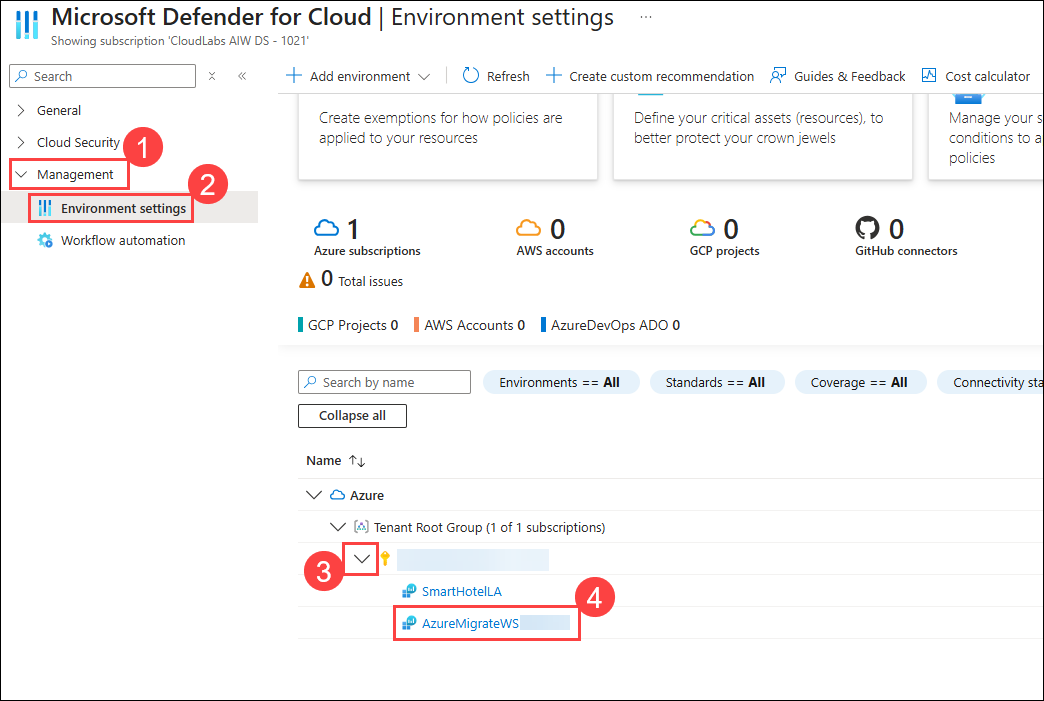 Microsoft Defender for Cloud | Environment settings ...
Showing subscription 'CloudLabs AIW DS - 1021'
Search
General
Cloud Security
1
Management
2
Environment settings
Workflow automation
Add environment
Refresh
Create custom recommendation
Guides & Feedback
Cost calculator
Create exemptions for how policies are
applied to your resources
Define your critical assets (resources), to
better protect your crown jewels
Manage your s
conditions to a
policies
1
Azure subscriptions
0
AWS accounts
0
GCP projects
0
GitHub connectors
0 Total issues
GCP Projects 0
AWS Accounts 0
AzureDevOps ADO 0
Search by name
Environments == All
Standards == All
Coverage == All
Connectivity sta
Collapse all
Name
Azure
Tenant Root Group (1 of 1 subscriptions)
3
SmartHotelLA
4
AzureMigrateWS